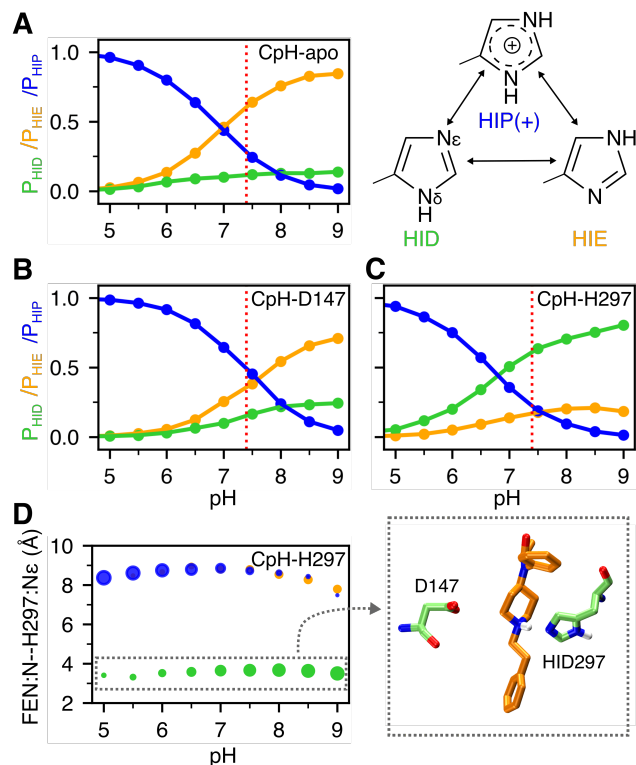 A
CpH-apo
P_HID /P_HIE /P_HIP
1.0
0.5
0.0
5 6 7 8 9
NH
N
H
HIP(+)
Nε
Nδ
H
HID
NH
N
HIE
B
CpH-D147
P_HID /P_HIE /P_HIP
1.0
0.5
0.0
5 6 7 8 9
pH
C
CpH-H297
5 6 7 8 9
pH
D
CpH-H297
FEN:N--H297:Nε (Å)
10
8
6
4
2
5 6 7 8 9
pH
D147
HID297